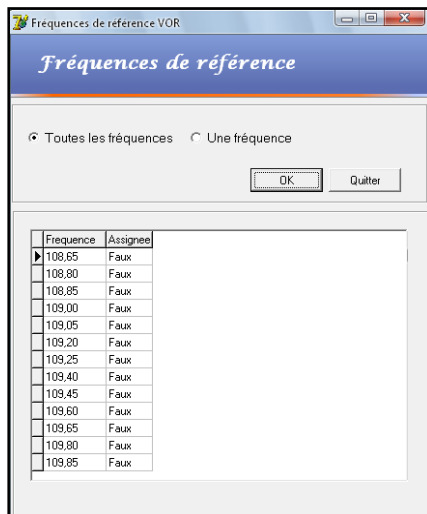 Fréquences de référence VOR
Fréquences de référence
Toutes les fréquences Une fréquence
OK Quitter
Frequence Assignee
108,65 Faux
108,80 Faux
108,85 Faux
109,00 Faux
109,05 Faux
109,20 Faux
109,25 Faux
109,40 Faux
109,45 Faux
109,60 Faux
109,65 Faux
109,80 Faux
109,85 Faux